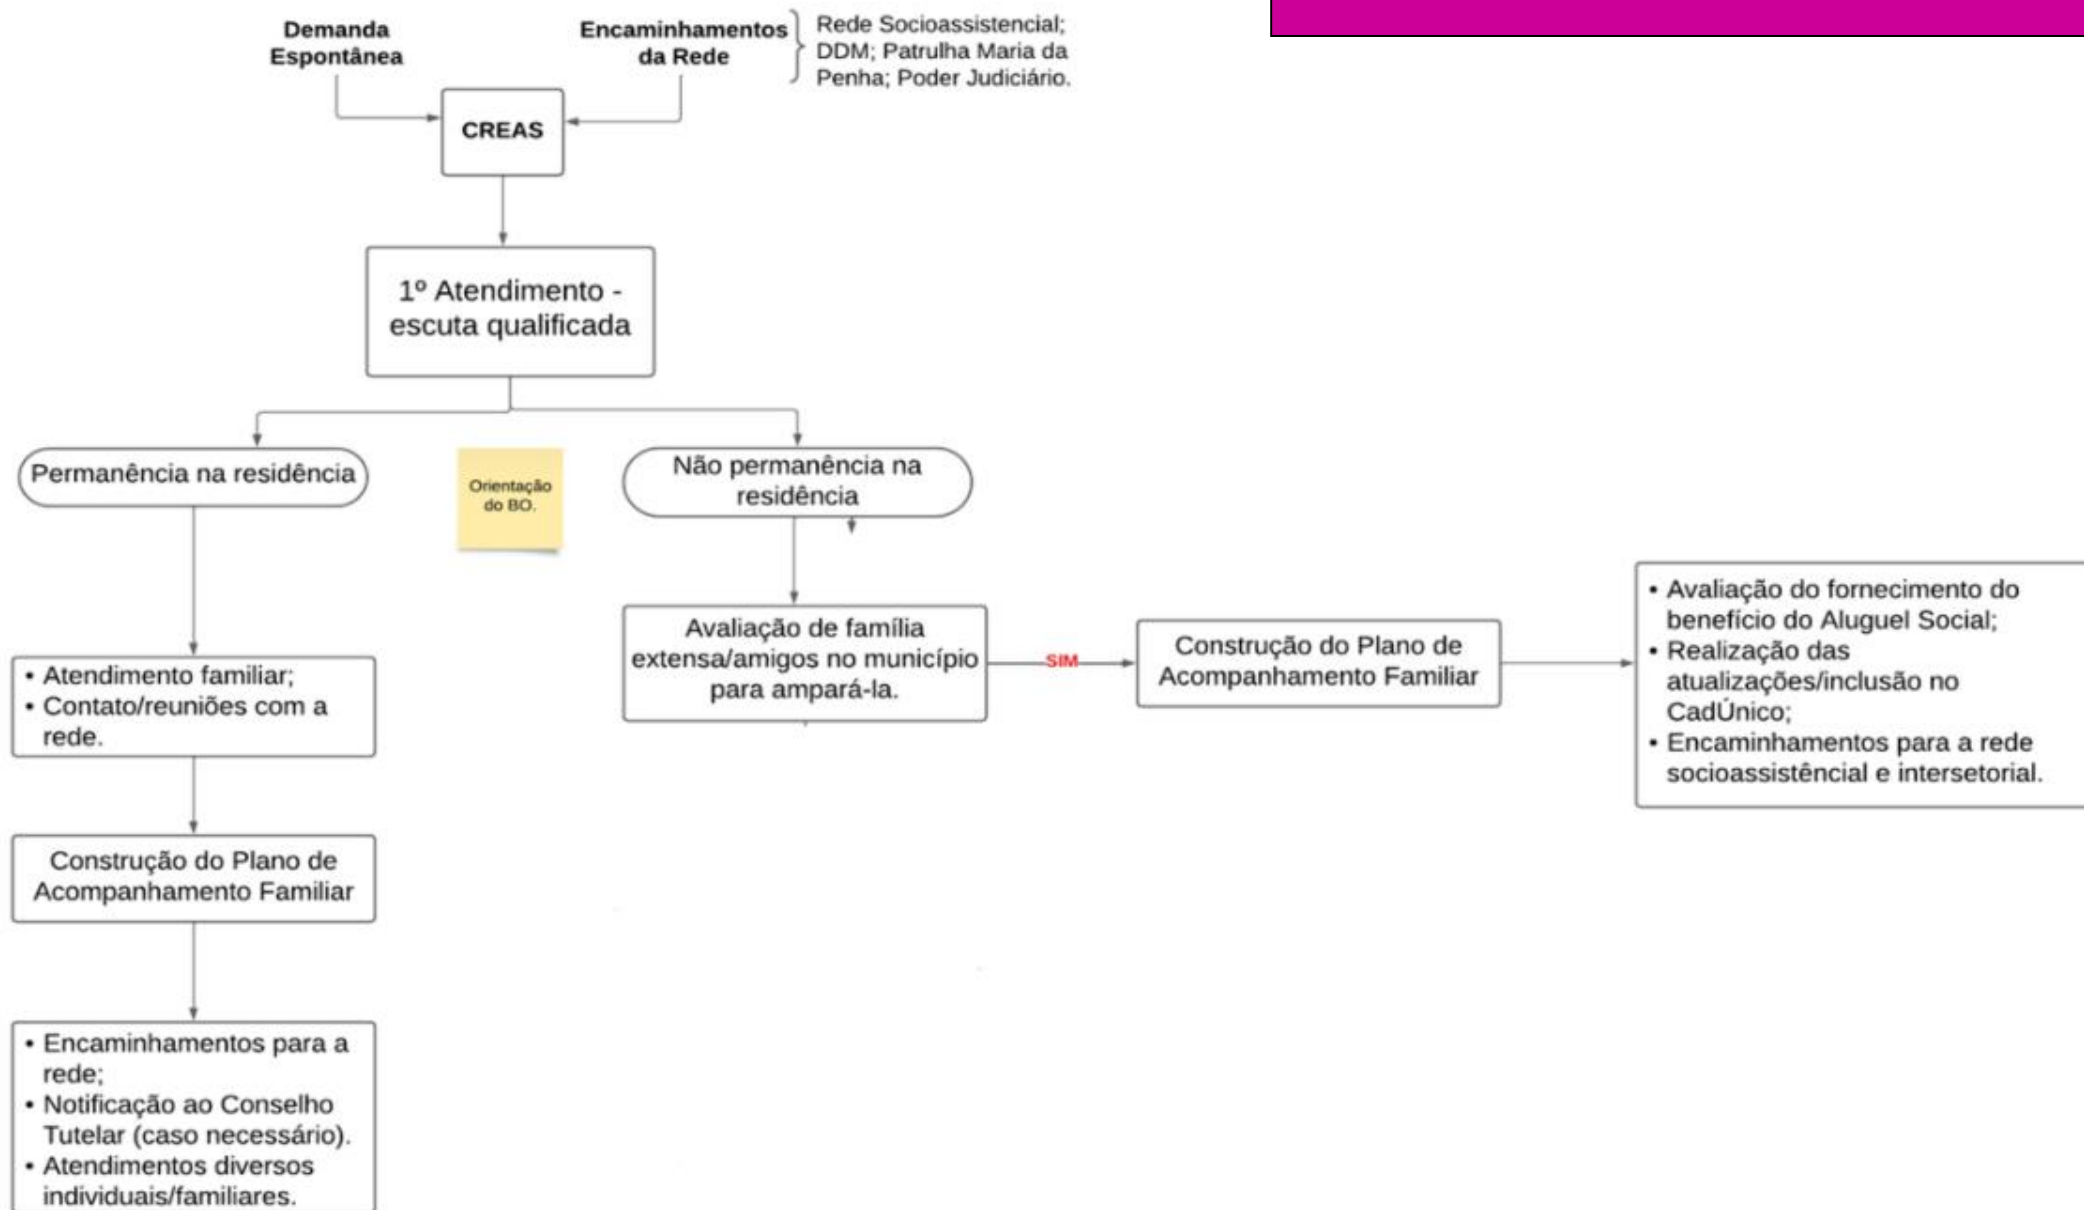 Demanda
Espontânea
Encaminhamentos
da Rede
Rede Socioassistencial;
DDM; Patrulha Maria da
Penha; Poder Judiciário.
CREAS
1º Atendimento -
escuta qualificada
Permanência na residência
Orientação
do BO.
Não permanência na
residência
Avaliação de família
extensa/amigos no município
para ampará-la.
SIM
Construção do Plano de
Acompanhamento Familiar
• Avaliação do fornecimento do
benefício do Aluguel Social;
• Realização das
atualizações/inclusão no
CadÚnico;
• Encaminhamentos para a rede
socioassistêncial e intersetorial.
• Atendimento familiar;
• Contato/reuniões com a
rede.
Construção do Plano de
Acompanhamento Familiar
• Encaminhamentos para a
rede;
• Notificação ao Conselho
Tutelar (caso necessário).
• Atendimentos diversos
individuais/familiares.